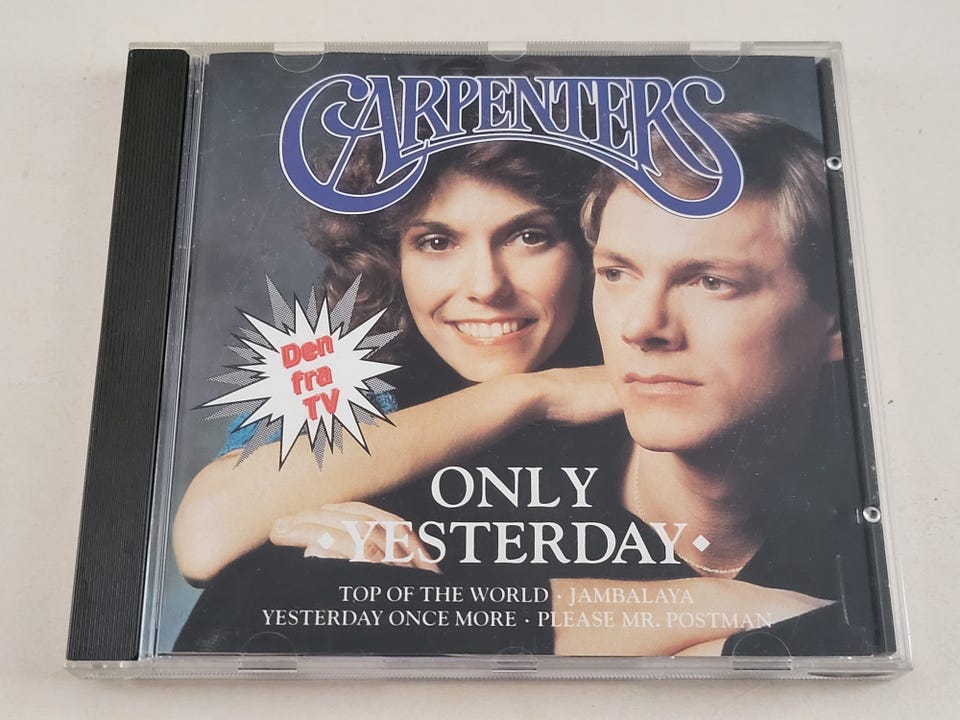 CARPENTERS
Den
fra
TV
ONLY
◆YESTERDAY◆
TOP OF THE WORLD · JAMBALAYA
YESTERDAY ONCE MORE · PLEASE MR. POSTMAN